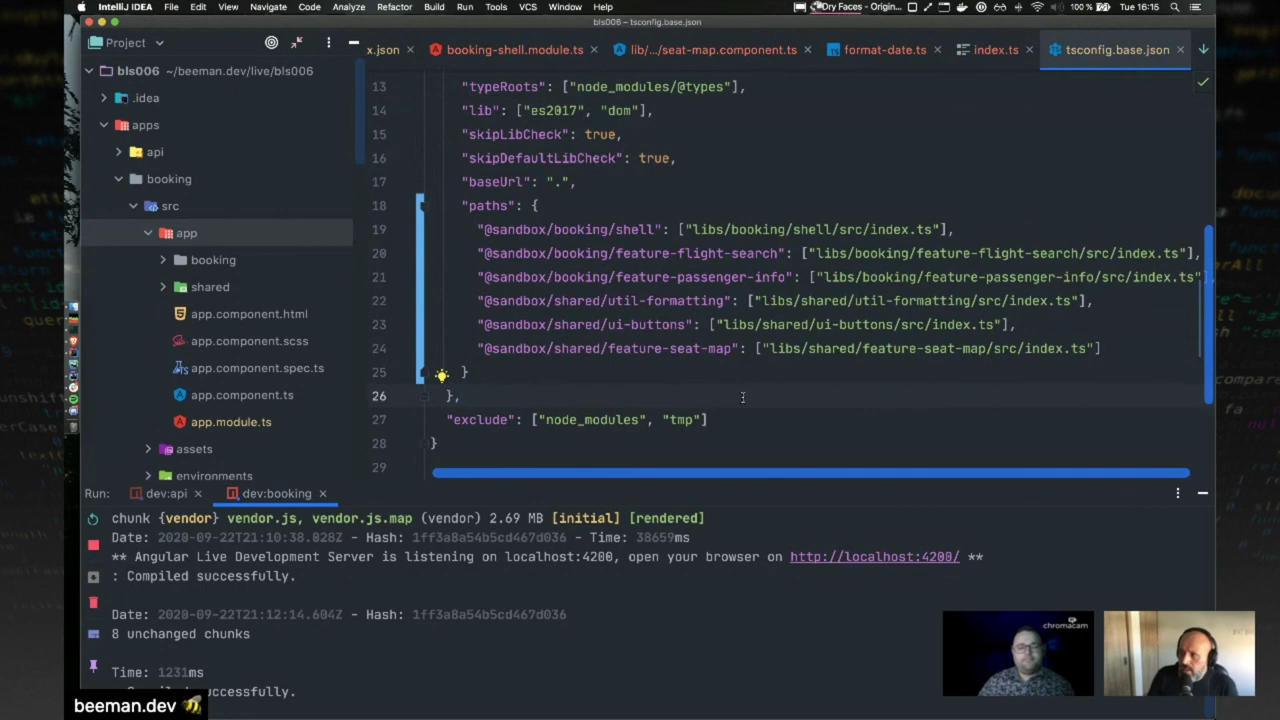 IntelliJ IDEA File Edit View Navigate Code Analyze Refactor Build Run Tools VCS Window Help Dry Faces - Origin... 100 % Tue 16:15
bls006 – tsconfig.base.json
Project x.json booking-shell.module.ts lib/.../seat-map.component.ts format-date.ts index.ts tsconfig.base.json
bls006 ~/beeman.dev/live/bls006
.idea
apps
api
booking
src
app
booking
shared
app.component.html
app.component.scss
app.component.spec.ts
app.component.ts
app.module.ts
assets
environments
13 "typeRoots": ["node_modules/@types"],
14 "lib": ["es2017", "dom"],
15 "skipLibCheck": true,
16 "skipDefaultLibCheck": true,
17 "baseUrl": ".",
18 "paths": {
19 "@sandbox/booking/shell": ["libs/booking/shell/src/index.ts"],
20 "@sandbox/booking/feature-flight-search": ["libs/booking/feature-flight-search/src/index.ts"],
21 "@sandbox/booking/feature-passenger-info": ["libs/booking/feature-passenger-info/src/index.ts"
22 "@sandbox/shared/util-formatting": ["libs/shared/util-formatting/src/index.ts"],
23 "@sandbox/shared/ui-buttons": ["libs/shared/ui-buttons/src/index.ts"],
24 "@sandbox/shared/feature-seat-map": ["libs/shared/feature-seat-map/src/index.ts"]
25 }
26 },
27 "exclude": ["node_modules", "tmp"]
28 }
29
Run: dev:api dev:booking
chunk {vendor} vendor.js, vendor.js.map (vendor) 2.69 MB [initial] [rendered]
Date: 2020-09-22T21:10:38.028Z - Hash: 1ff3a8a54b5cd467d036 - Time: 38659ms
** Angular Live Development Server is listening on localhost:4200, open your browser on http://localhost:4200/ **
: Compiled successfully.
Date: 2020-09-22T21:12:14.604Z - Hash: 1ff3a8a54b5cd467d036
8 unchanged chunks
Time: 1231ms
successfully.
chromacam
beeman.dev